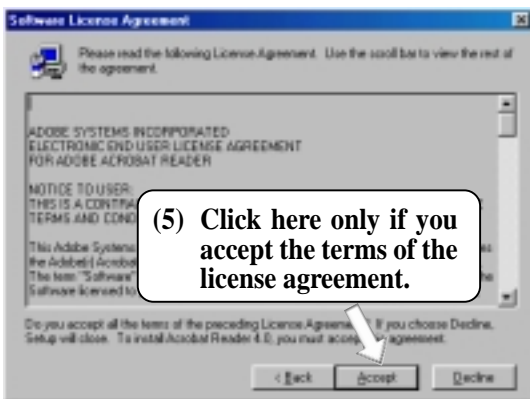 Software License Agreement
Please read the following License Agreement. Use the scroll bar to view the rest of
the agreement.
ADOBE SYSTEMS INCORPORATED
ELECTRONIC END USER LICENSE AGREEMENT
FOR ADOBE ACROBAT READER
NOTICE TO USER:
THIS IS A CONTRA
TERMS AND COND
This Adobe Systems
the Adobe(r) Acrobat
The term "Software"
Software licensed to
(5) Click here only if you
accept the terms of the
license agreement.
Do you accept all the terms of the preceding License Agreeme If you choose Decline,
Setup will close. To install Acrobat Reader 4.0, you must accep agreement.
< Back Accept Decline